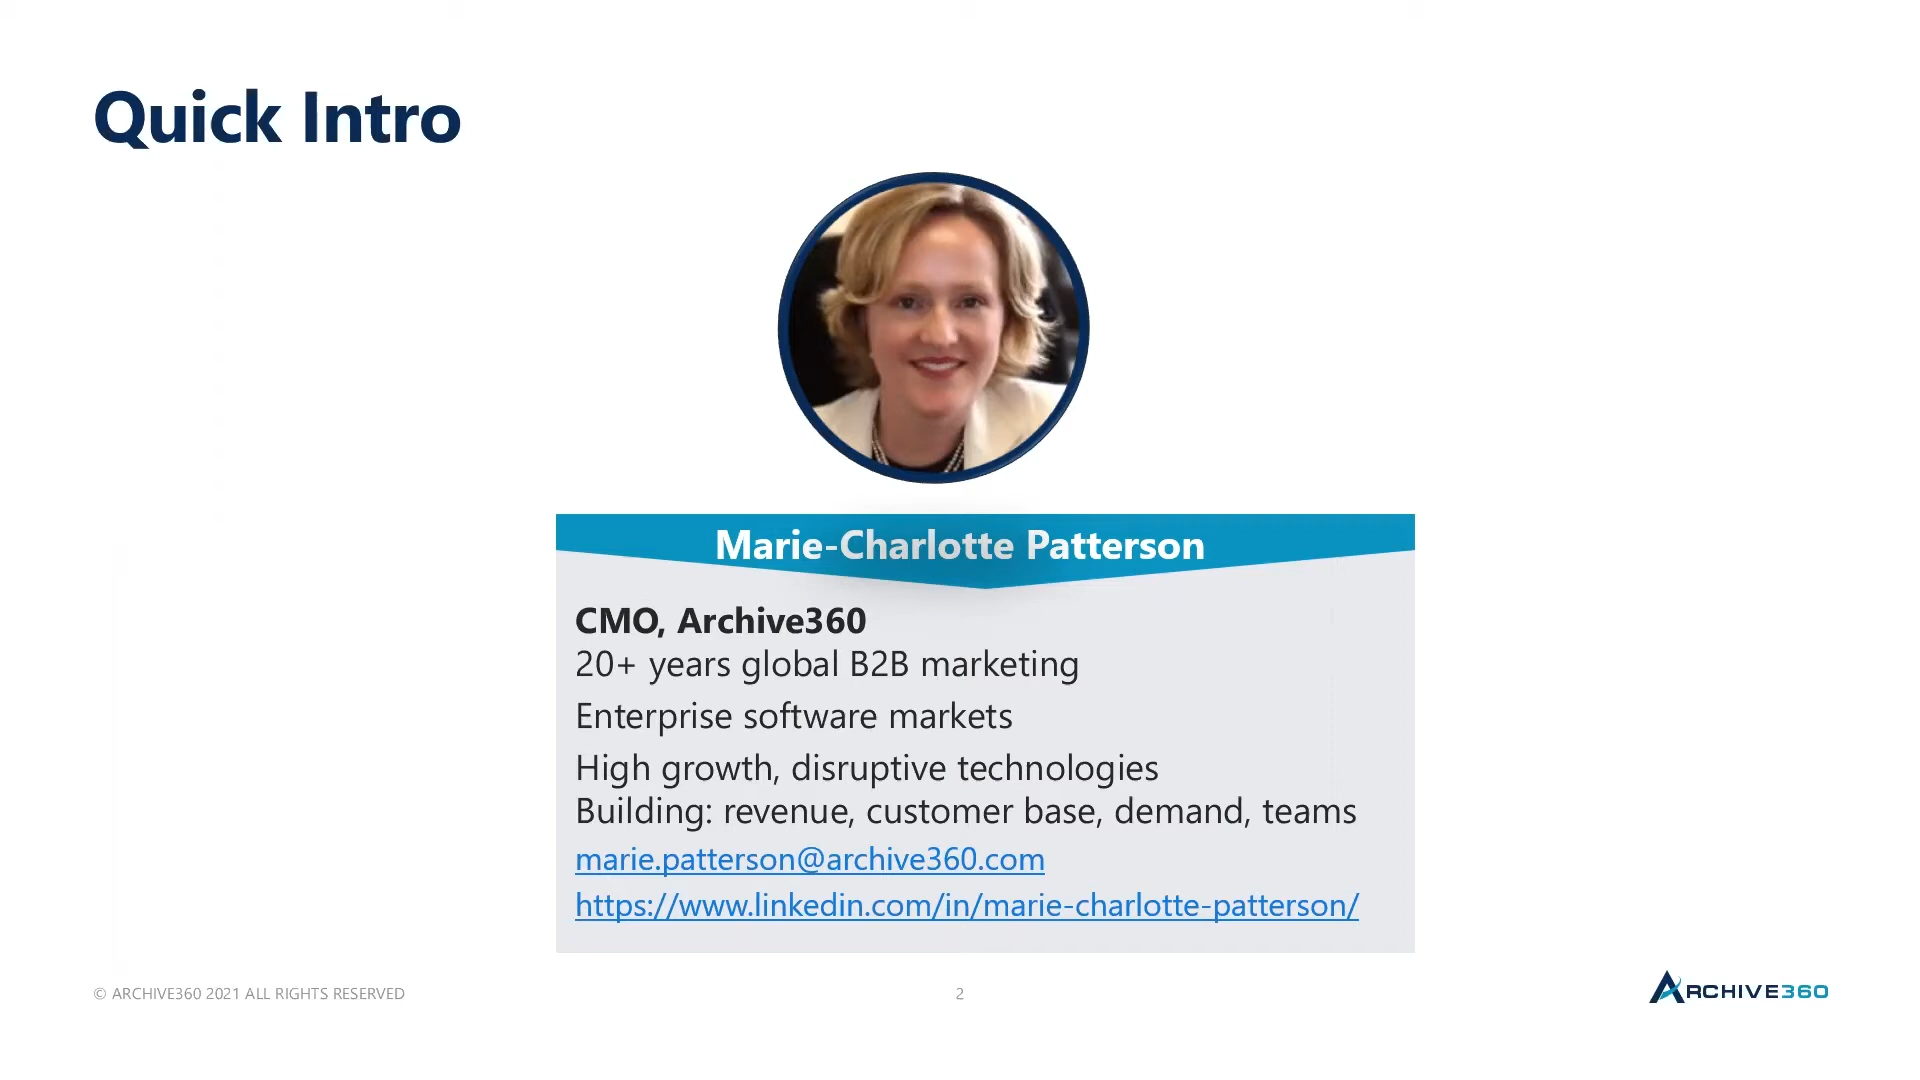 Quick Intro
Marie-Charlotte Patterson
CMO, Archive360
20+ years global B2B marketing
Enterprise software markets
High growth, disruptive technologies
Building: revenue, customer base, demand, teams
marie.patterson@archive360.com
https://www.linkedin.com/in/marie-charlotte-patterson/
© ARCHIVE360 2021 ALL RIGHTS RESERVED
2
ARCHIVE360